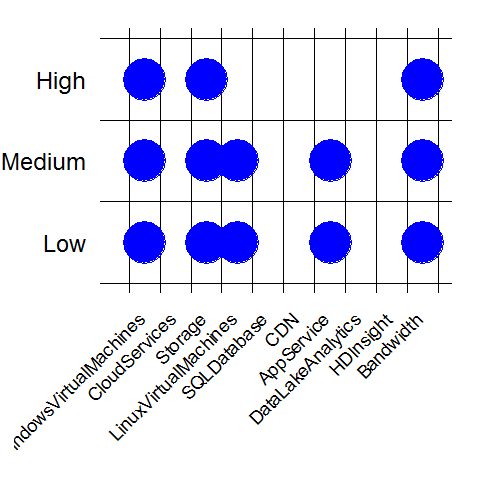 High
Medium
Low
ndowsVirtualMachines
CloudServices
Storage
LinuxVirtualMachines
SQLDatabase
CDN
AppService
DataLakeAnalytics
HDInsight
Bandwidth